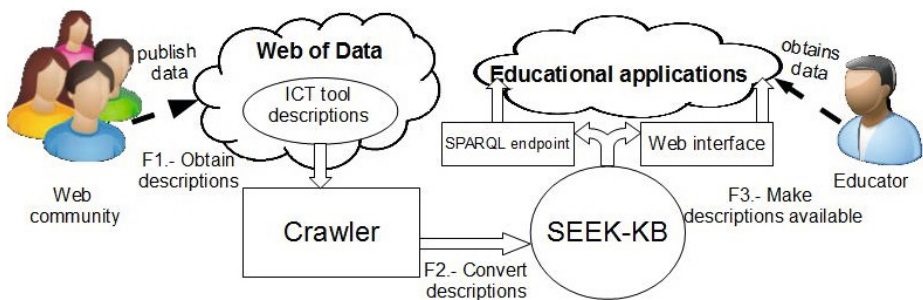 publish
data
Web of Data
ICT tool
descriptions
Educational applications
obtains
data
SPARQL endpoint
Web interface
F1.- Obtain
descriptions
Web
community
Crawler
F2.- Convert
descriptions
SEEK-KB
F3.- Make
descriptions available
Educator